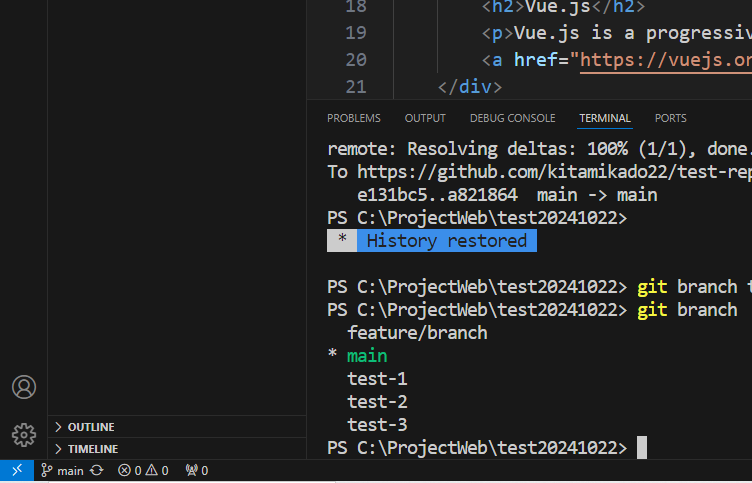 18 <h2>Vue.js</h2>
19 <p>Vue.js is a progressiv
20 <a href="https://vuejs.or
21 </div>
PROBLEMS OUTPUT DEBUG CONSOLE TERMINAL PORTS
remote: Resolving deltas: 100% (1/1), done.
To https://github.com/kitamikado22/test-rep
e131bc5..a821864 main -> main
PS C:\ProjectWeb\test20241022>
* History restored
PS C:\ProjectWeb\test20241022> git branch t
PS C:\ProjectWeb\test20241022> git branch
feature/branch
* main
test-1
test-2
test-3
PS C:\ProjectWeb\test20241022>
OUTLINE
TIMELINE
main 0 0 0